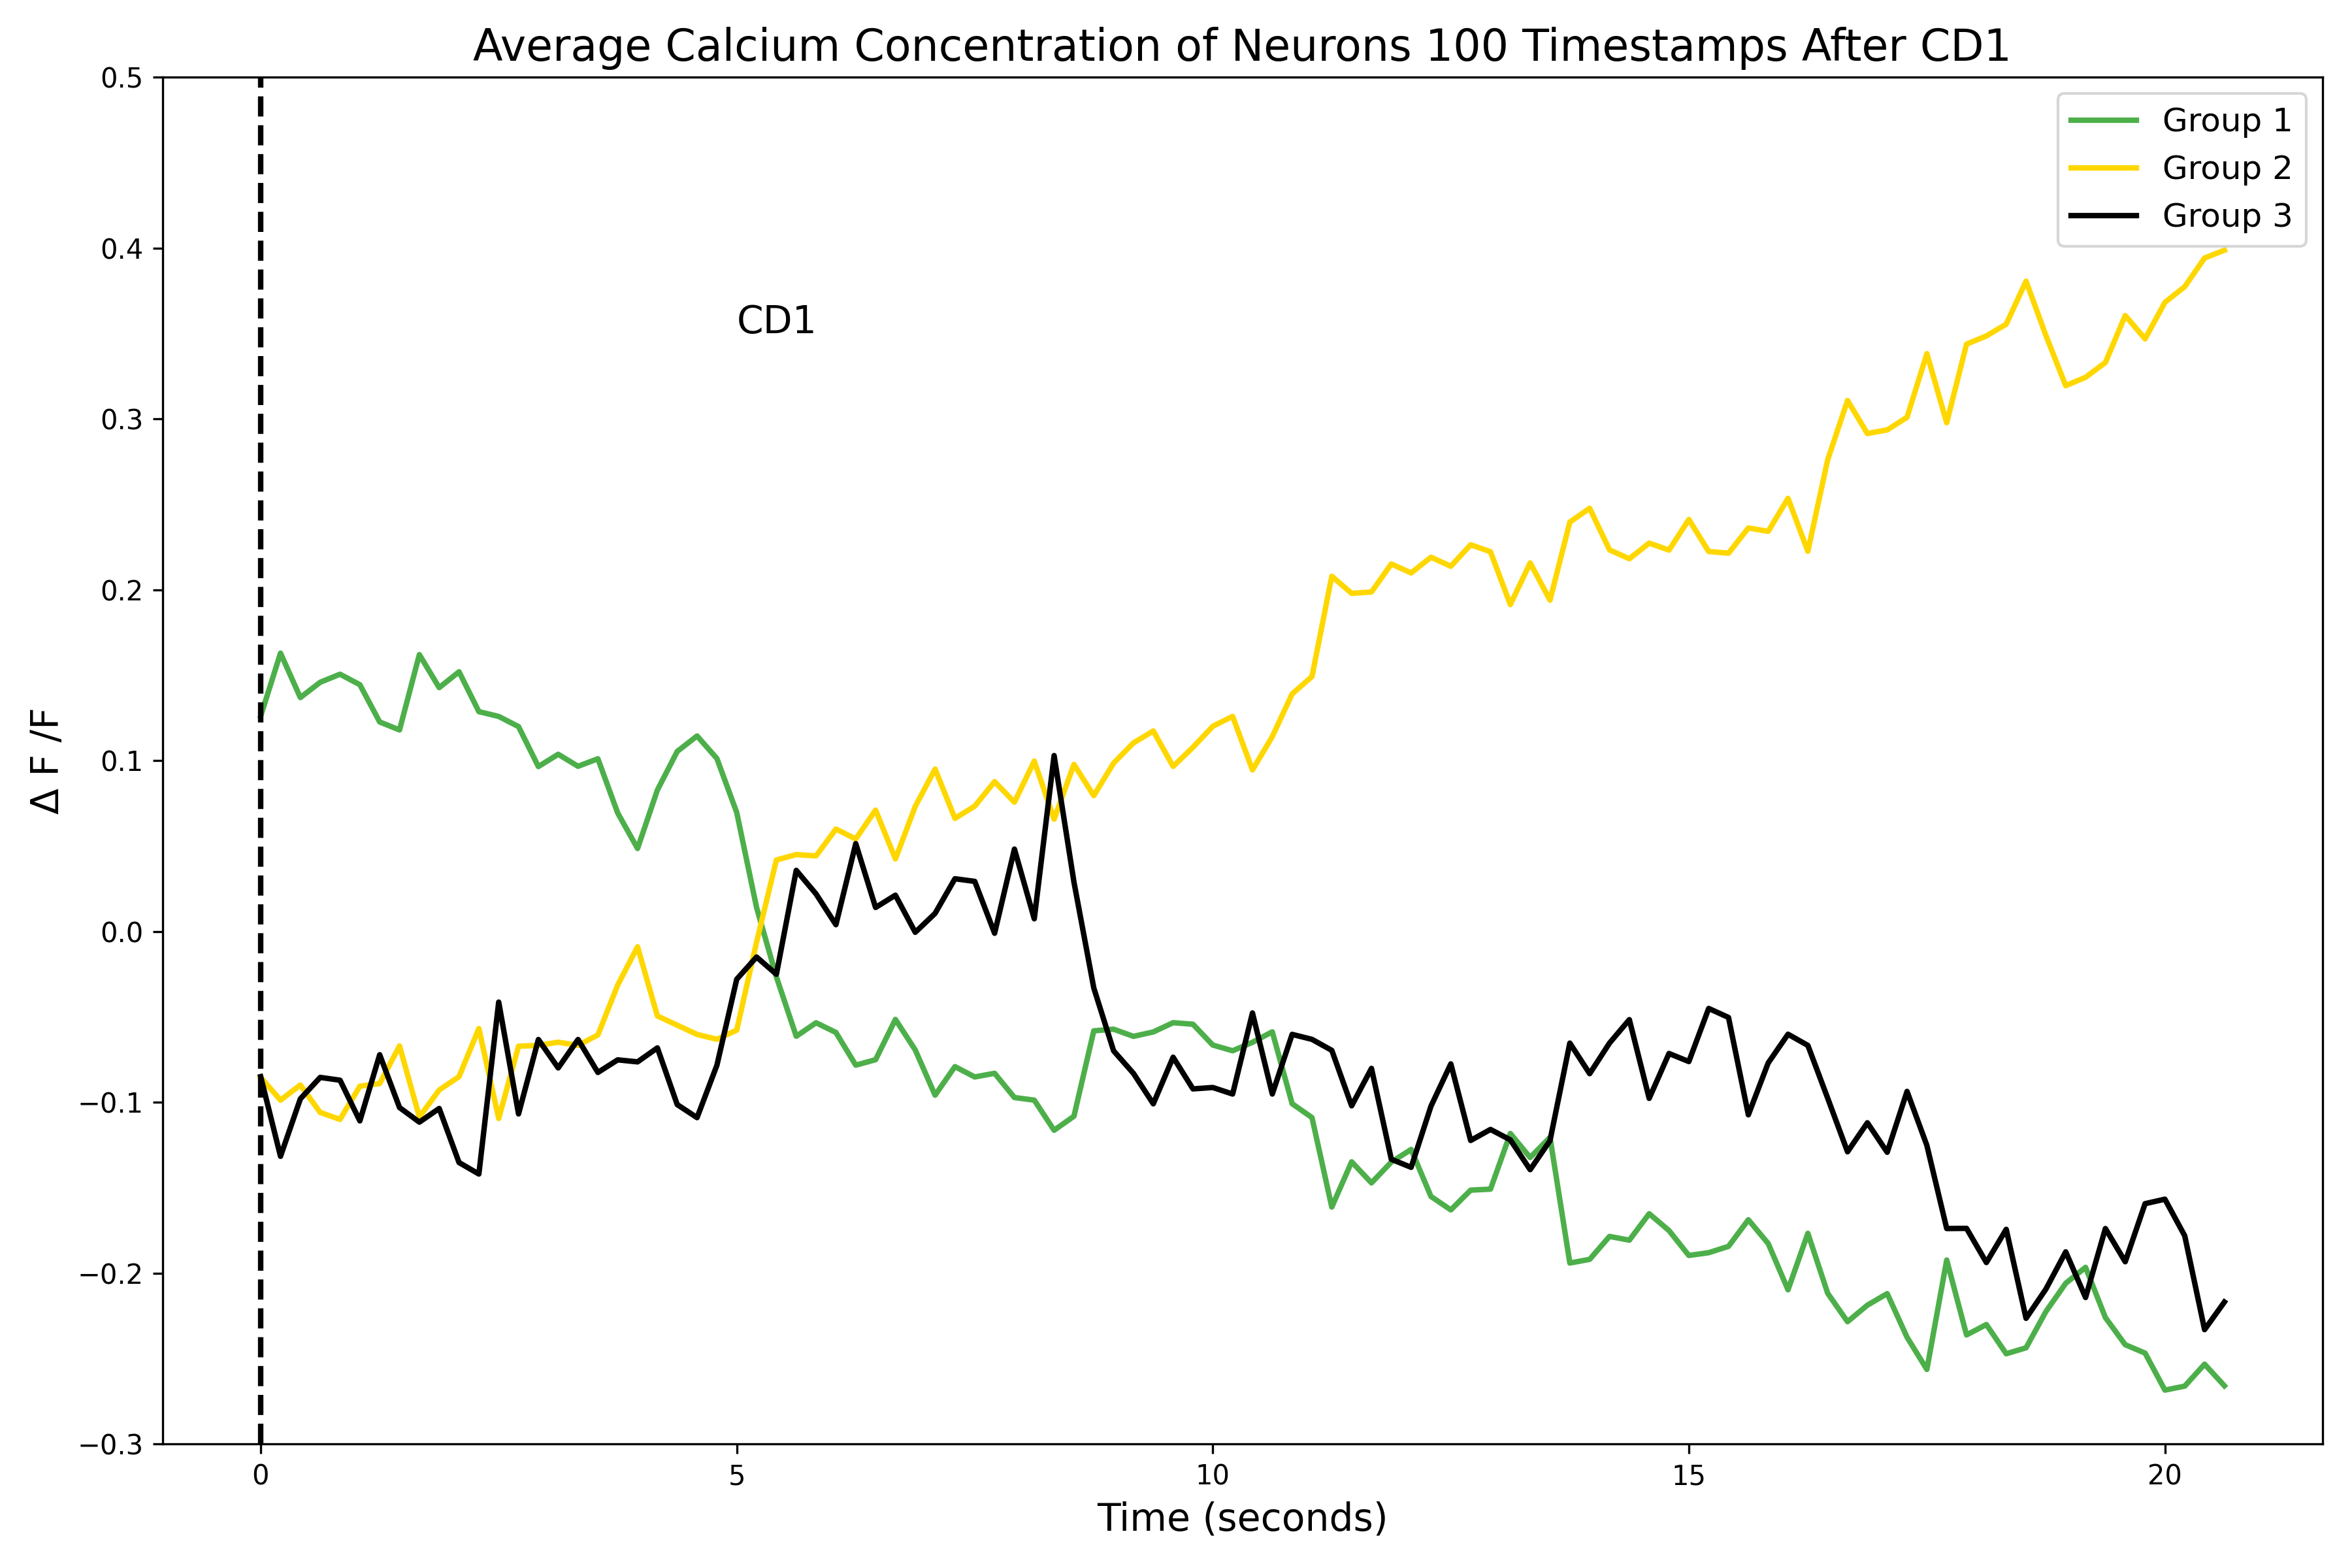 Average Calcium Concentration of Neurons 100 Timestamps After CD1
0.5
0.4
0.3
0.2
0.1
0.0
−0.1
−0.2
−0.3
Δ F /F
Group 1
Group 2
Group 3
CD1
0 5 10 15 20
Time (seconds)